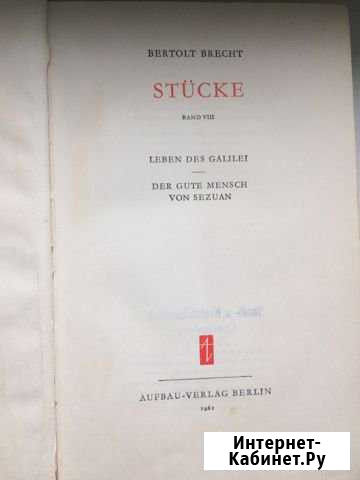 BERTOLT BRECHT
STÜCKE
BAND VIII
LEBEN DES GALILEI
DER GUTE MENSCH
VON SEZUAN
AUFBAU-VERLAG BERLIN
1961
Интернет-
Кабинет.Ру